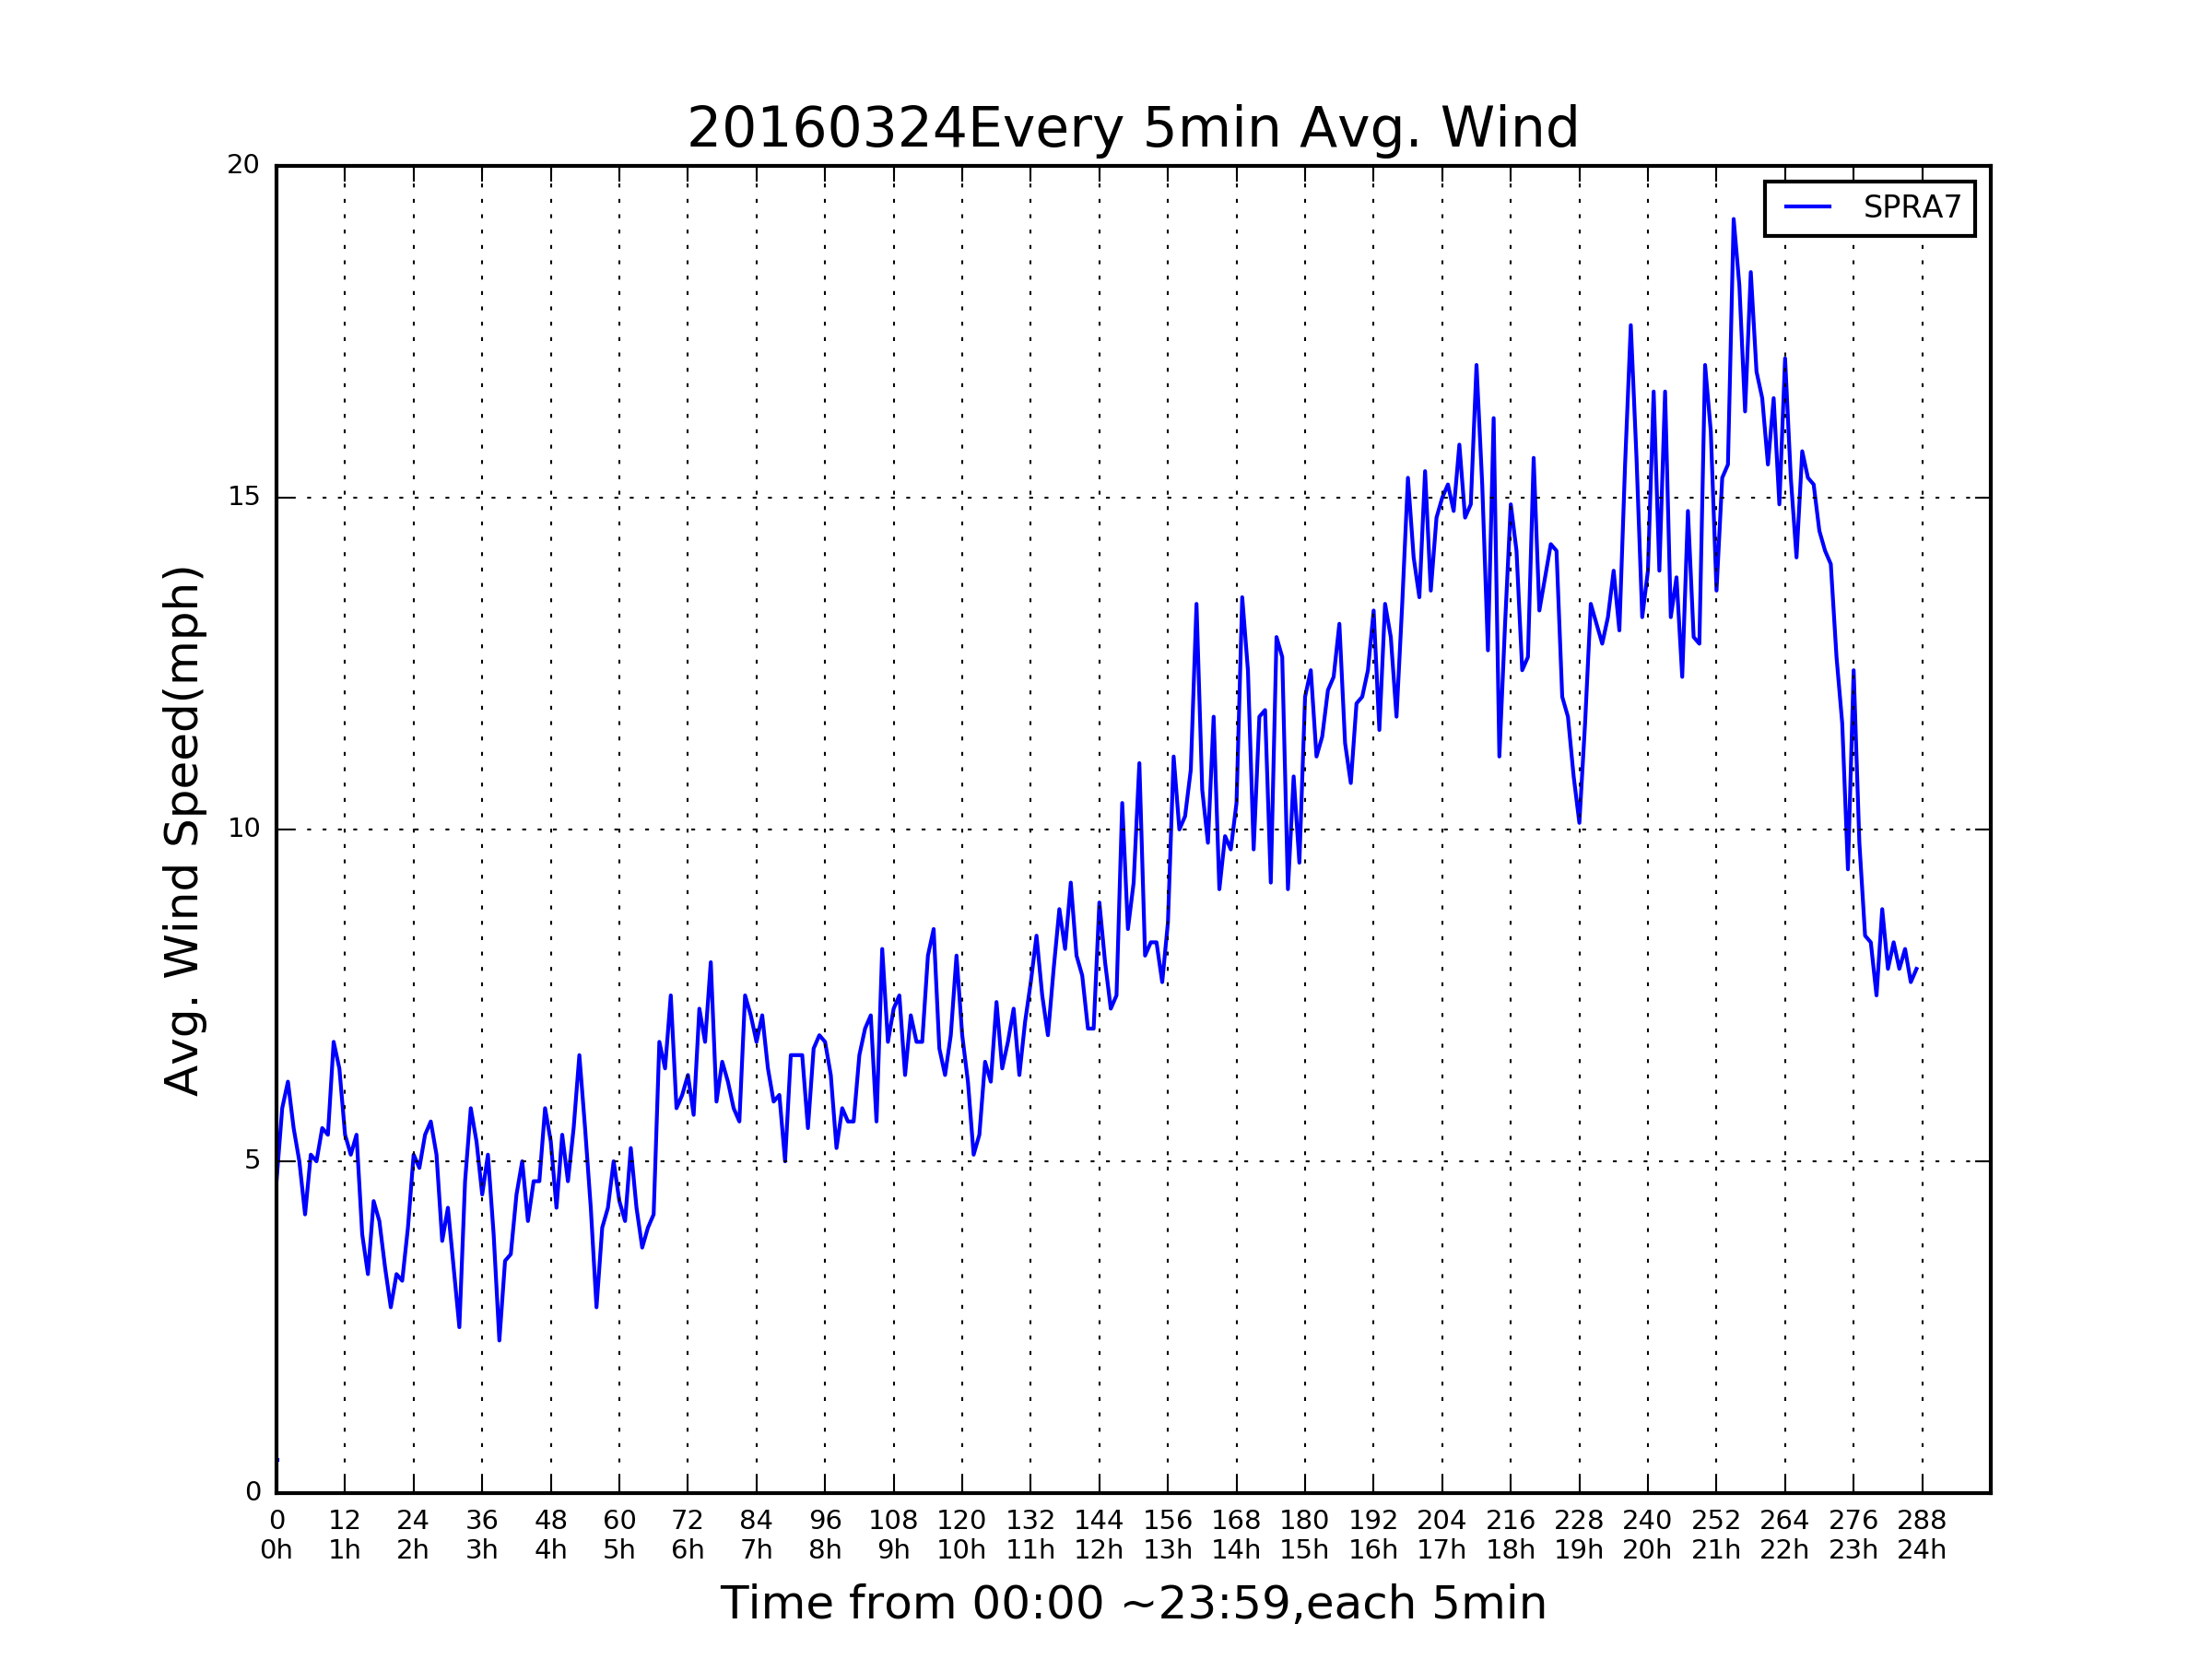 20160324Every 5min Avg. Wind
SPRA7
20
15
10
5
0
Avg. Wind Speed(mph)
0 12 24 36 48 60 72 84 96 108 120 132 144 156 168 180 192 204 216 228 240 252 264 276 288
0h 1h 2h 3h 4h 5h 6h 7h 8h 9h 10h 11h 12h 13h 14h 15h 16h 17h 18h 19h 20h 21h 22h 23h 24h
Time from 00:00 ~23:59,each 5min